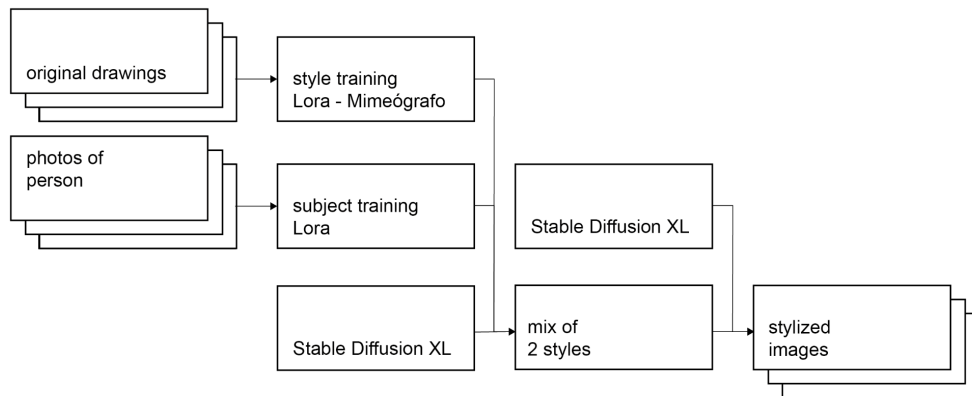 original drawings
style training
Lora - Mimeógrafo
photos of
person
subject training
Lora
Stable Diffusion XL
Stable Diffusion XL
mix of
2 styles
stylized
images